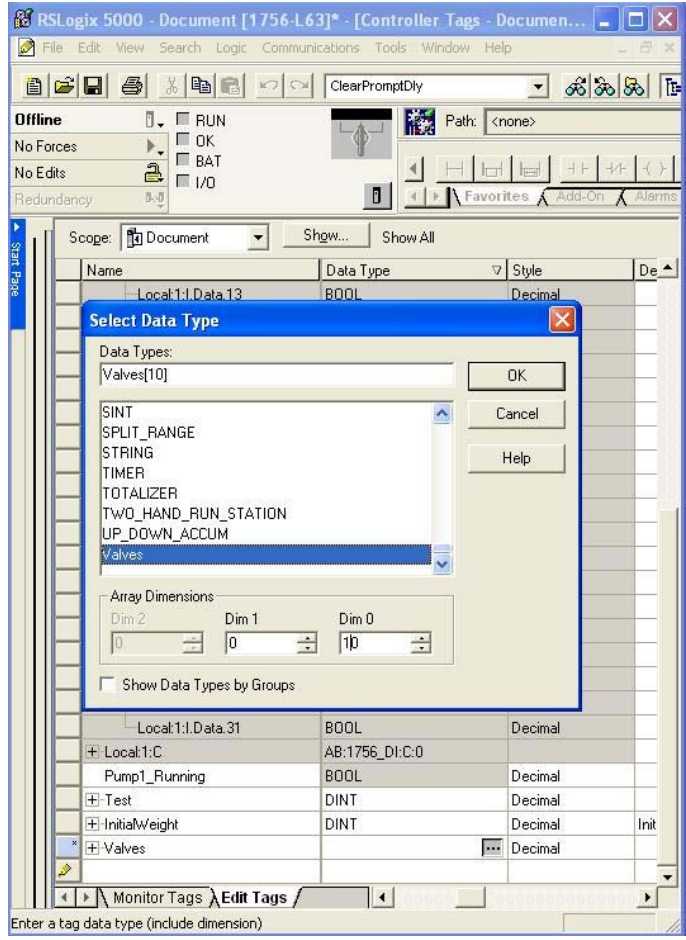 RSLogix 5000 - Document [1756-L63]* - [Controller Tags - Documen...
File Edit View Search Logic Communications Tools Window Help
ClearPromptDly
Offline RUN Path: <none>
No Forces OK
No Edits BAT
Redundancy I/O
Favorites Add-On Alarms
Start Page
Scope: Document Show... Show All
Name Data Type Style De
Local:1:I.Data.13 BOOL Decimal
Select Data Type
Data Types:
Valves[10] OK
SINT Cancel
SPLIT_RANGE
STRING Help
TIMER
TOTALIZER
TWO_HAND_RUN_STATION
UP_DOWN_ACCUM
Valves
Array Dimensions
Dim 2 Dim 1 Dim 0
0 0 10
Show Data Types by Groups
Local:1:I.Data.31 BOOL Decimal
Local:1:C AB:1756_DI:C:0
Pump1_Running BOOL Decimal
Test DINT Decimal
InitialWeight DINT Decimal Init
Valves ... Decimal
Monitor Tags Edit Tags
Enter a tag data type (include dimension)